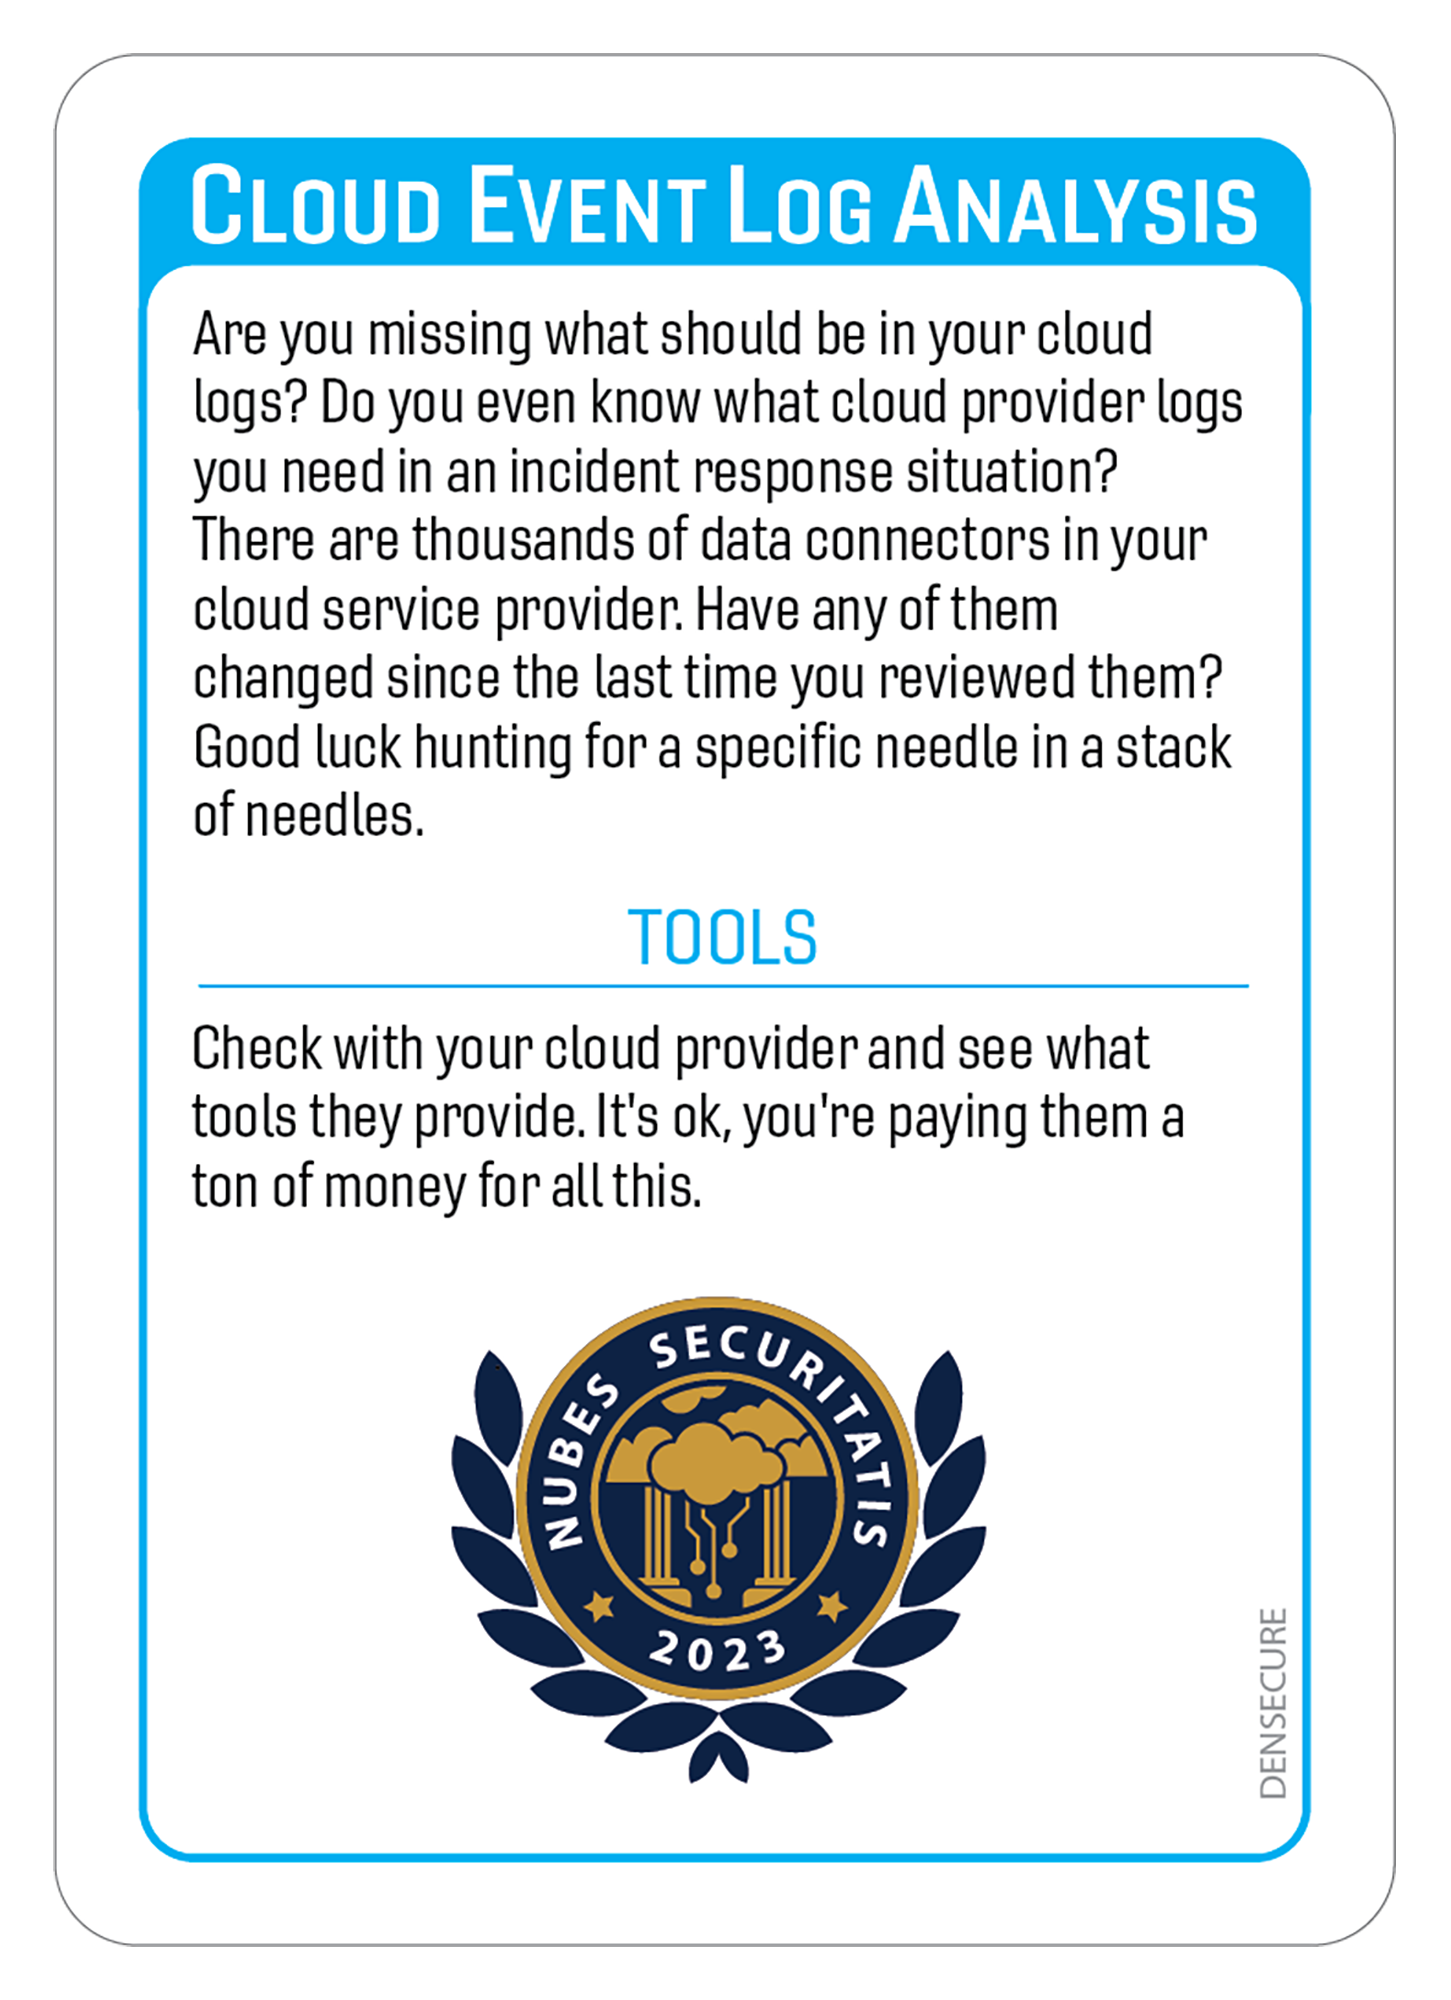 CLOUD EVENT LOG ANALYSIS
Are you missing what should be in your cloud
logs? Do you even know what cloud provider logs
you need in an incident response situation?
There are thousands of data connectors in your
cloud service provider. Have any of them
changed since the last time you reviewed them?
Good luck hunting for a specific needle in a stack
of needles.
TOOLS
Check with your cloud provider and see what
tools they provide. It's ok, you're paying them a
ton of money for all this.
NUBES SECURITATIS
2023
DENSECURE